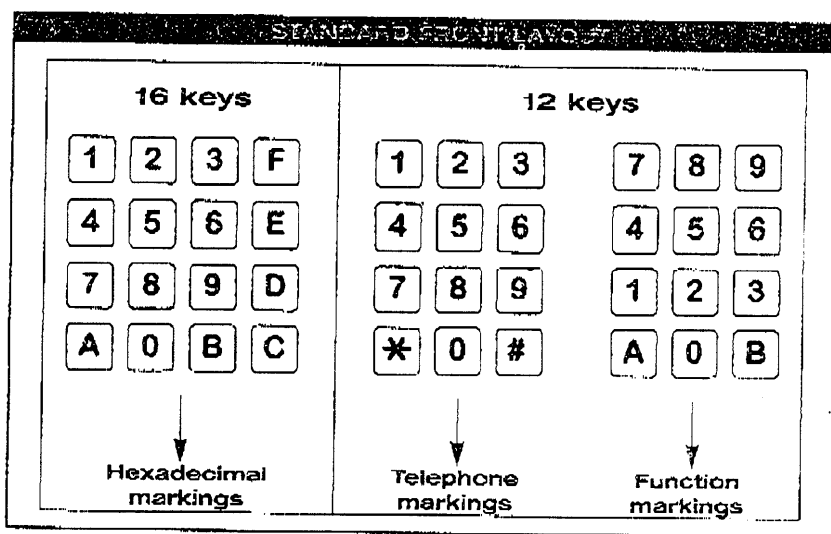 STANDARD FRONT LAYOUT
16 keys
1 2 3 F
4 5 6 E
7 8 9 D
A 0 B C
Hexadecimal
markings
12 keys
1 2 3
4 5 6
7 8 9
* 0 #
Telephone
markings
7 8 9
4 5 6
1 2 3
A 0 B
Function
markings